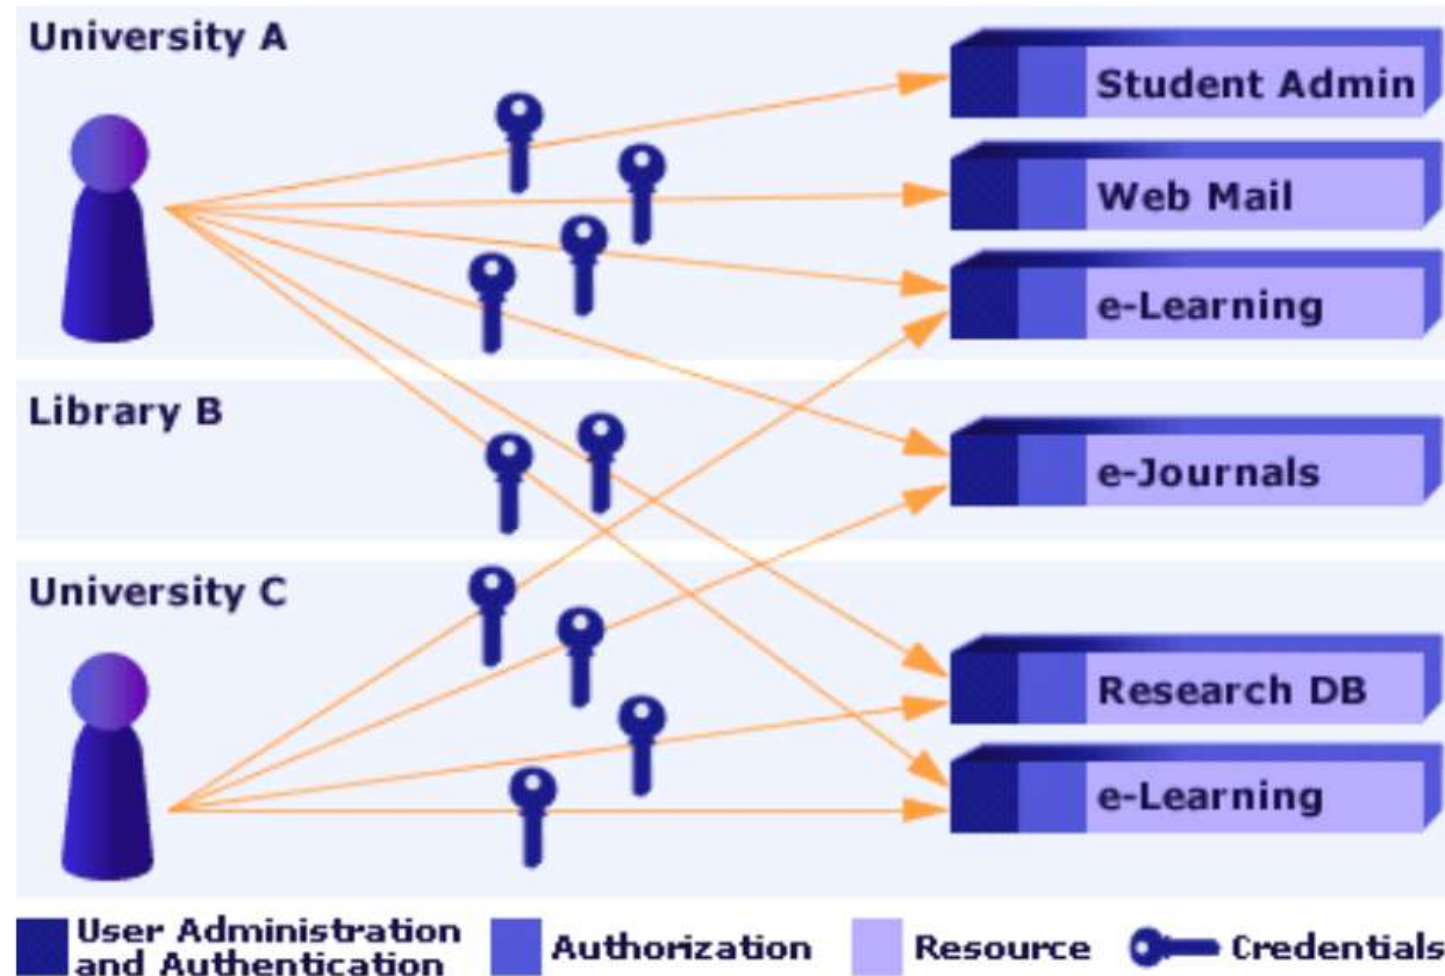 University A
Student Admin
Web Mail
e-Learning
Library B
e-Journals
University C
Research DB
e-Learning
User Administration
and Authentication
Authorization
Resource
Credentials